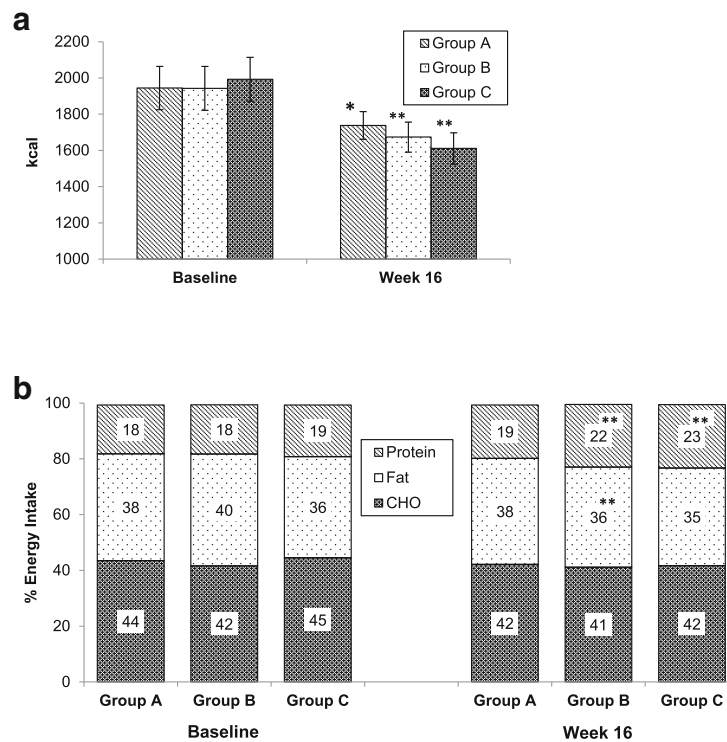 a
2200
2000
1800
1600
1400
1200
1000
kcal
Group A
Group B
Group C
*
**
**
Baseline
Week 16
b
100
80
60
40
20
0
% Energy Intake
18
18
19
38
40
36
44
42
45
Protein
Fat
CHO
**
**
19
22
23
**
38
36
35
42
41
42
Group A
Group B
Group C
Group A
Group B
Group C
Baseline
Week 16